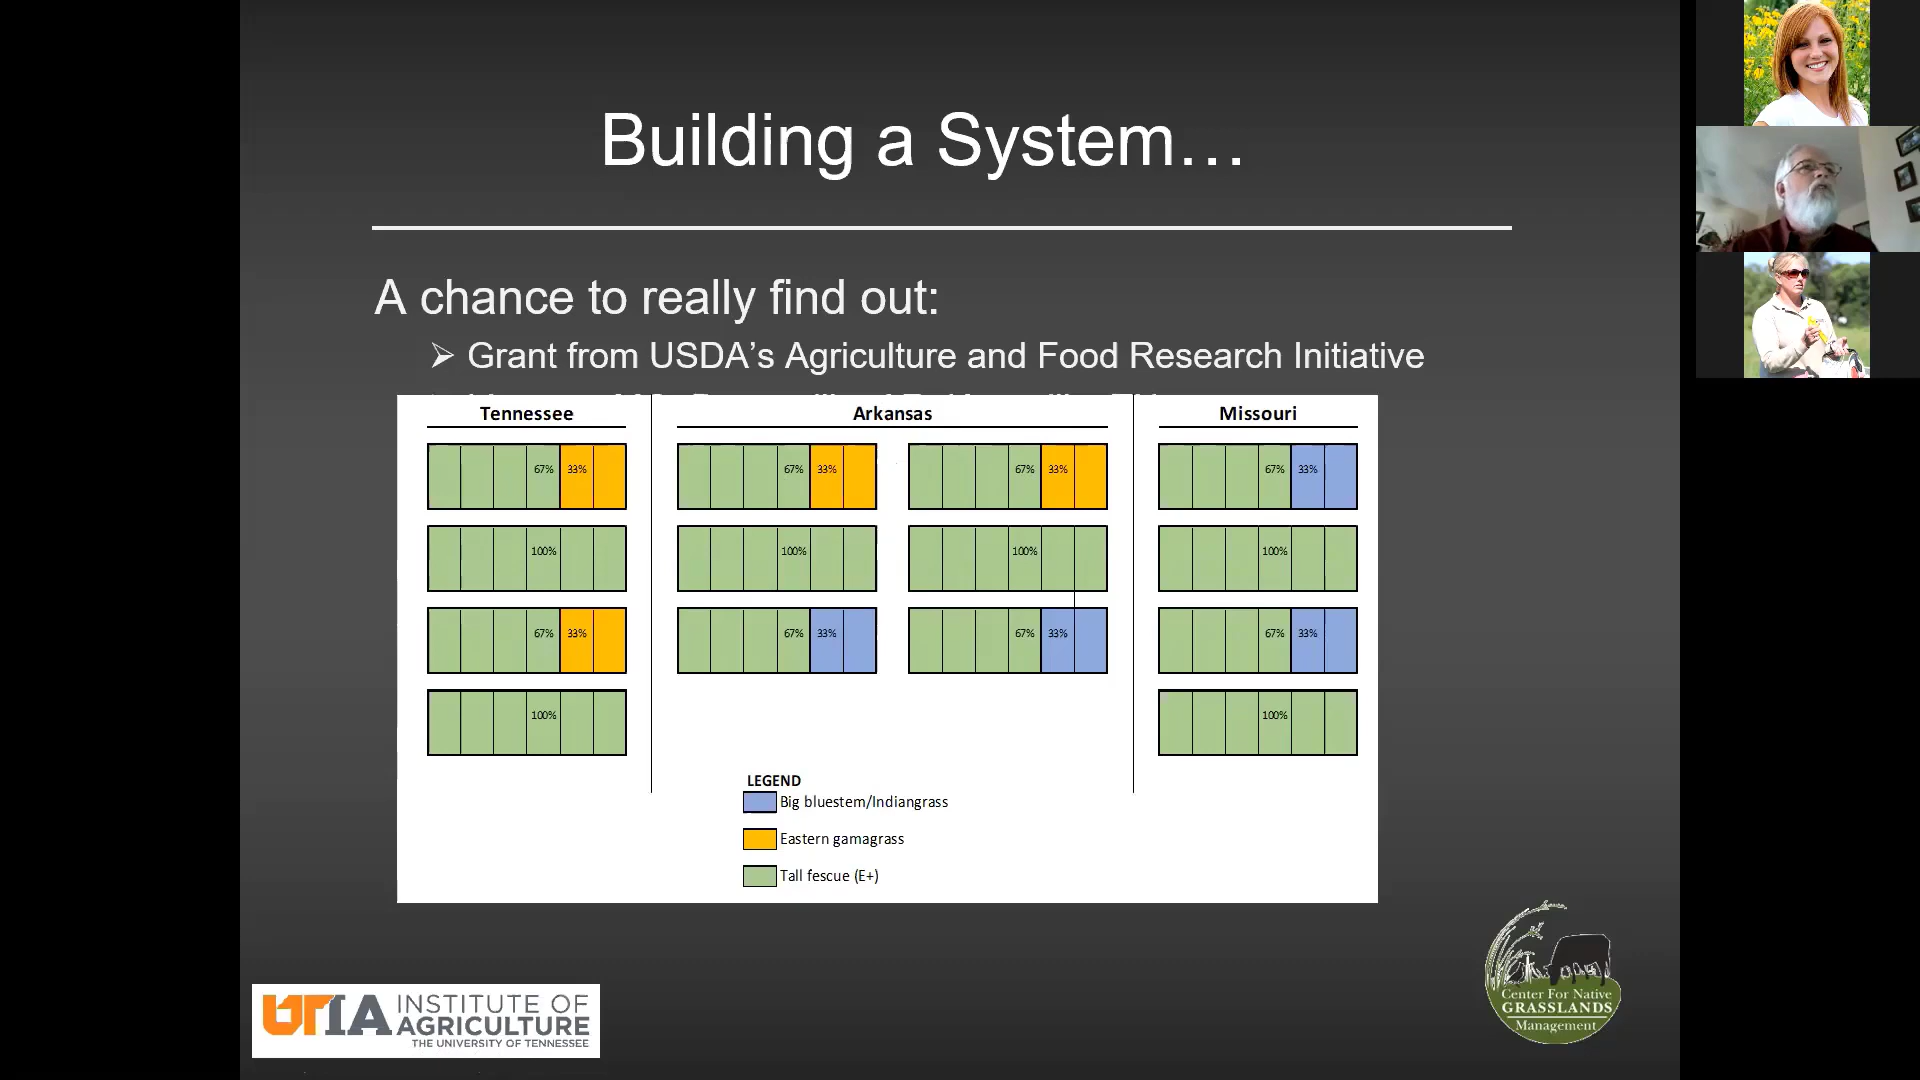 Building a System…
A chance to really find out:
➢ Grant from USDA’s Agriculture and Food Research Initiative
Tennessee Arkansas Missouri
67% 33% 67% 33% 67% 33% 67% 33%
100% 100% 100% 100%
67% 33% 67% 33% 67% 33% 67% 33%
100% 100%
LEGEND
Big bluestem/Indiangrass
Eastern gamagrass
Tall fescue (E+)
UTIA INSTITUTE OF
AGRICULTURE
THE UNIVERSITY OF TENNESSEE
Center For Native
GRASSLANDS
Management